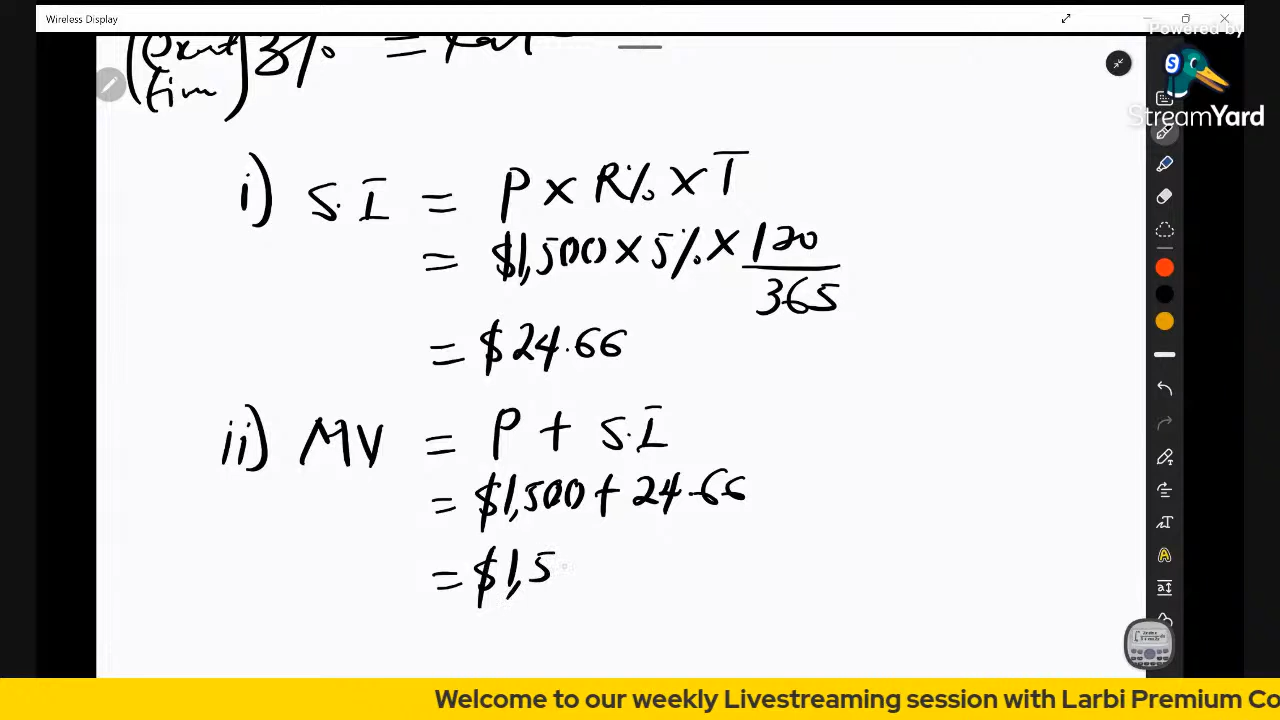 Wireless Display
Powered by
StreamYard
3% =
i) S.I = P x R% x T
= $1,500 x 5% x 120/365
= $24.66
ii) MV = P + S.I
= $1,500 + 24.66
= $1,5
Welcome to our weekly Livestreaming session with Larbi Premium Co